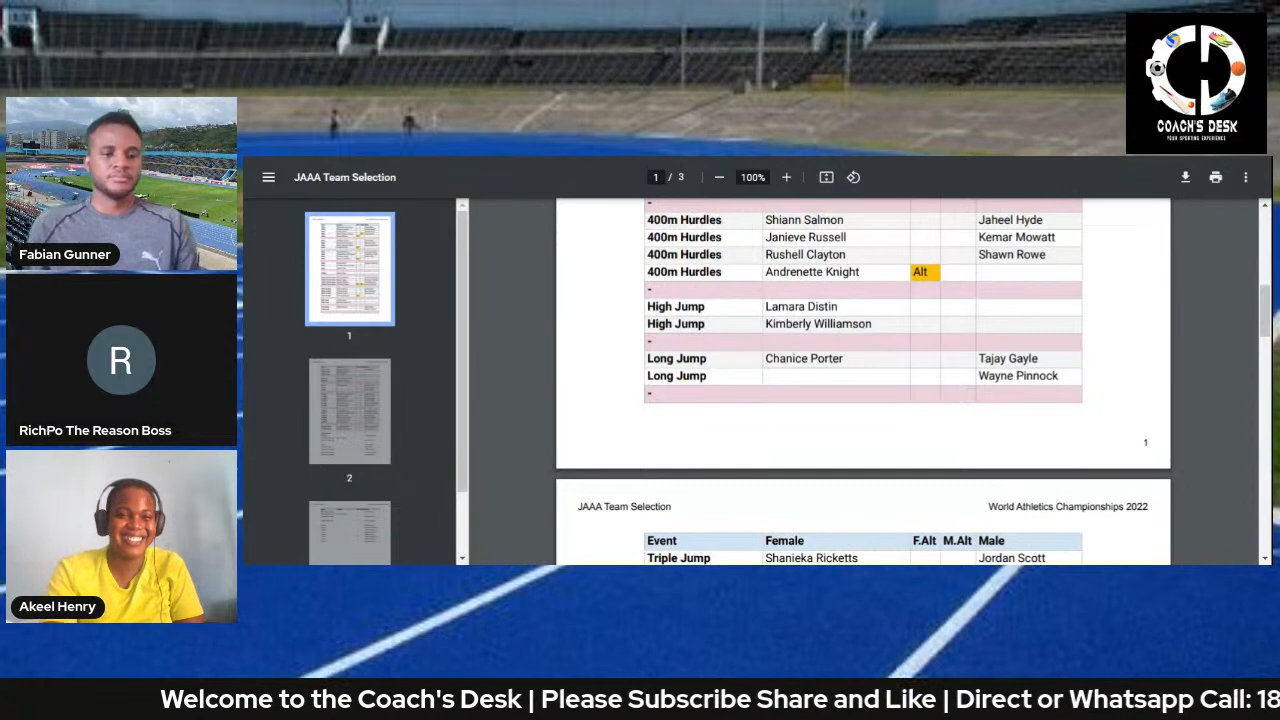 COACH'S DESK
YOUR SPORTING EXPERIENCE
Fabian Gunner
R
RichPo The Reason Boss
Akeel Henry
JAAA Team Selection
1 / 3
100%
1
2
-
400m Hurdles Shiann Salmon Jaheel Hyde
400m Hurdles Janieve Russell Kemar Mowatt
400m Hurdles Rushell Clayton Shawn Rowe
400m Hurdles Andrenette Knight Alt
-
High Jump Lamara Distin
High Jump Kimberly Williamson
-
Long Jump Chanice Porter Tajay Gayle
Long Jump Wayne Pinnock
-
1
JAAA Team Selection World Athletics Championships 2022
Event Female F.Alt M.Alt Male
Triple Jump Shanieka Ricketts Jordan Scott
Welcome to the Coach's Desk | Please Subscribe Share and Like | Direct or Whatsapp Call: 18